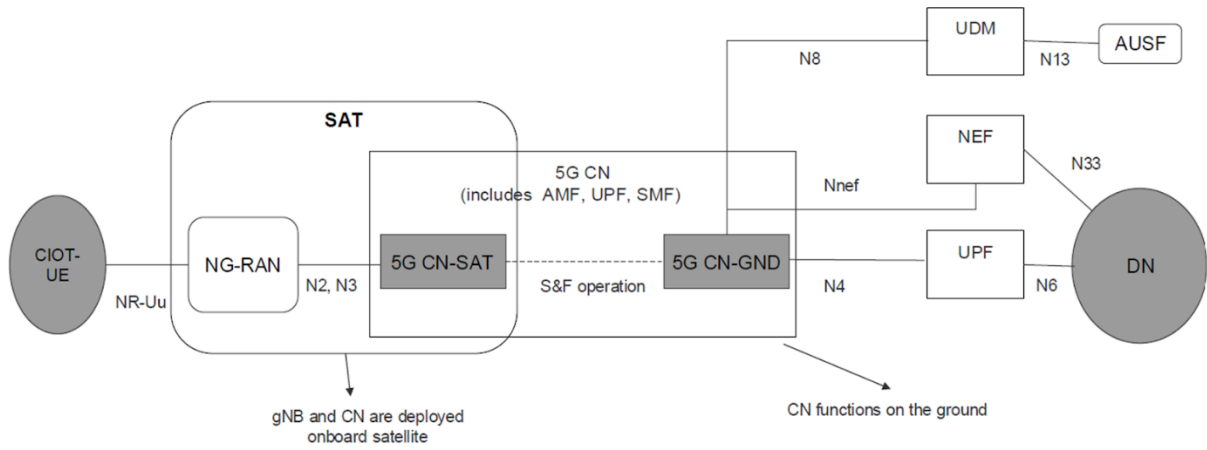 UDM
AUSF
N8
N13
SAT
NEF
5G CN
(includes AMF, UPF, SMF)
Nnef
N33
CIOT-
UE
NG-RAN
5G CN-SAT
5G CN-GND
UPF
DN
NR-Uu
N2, N3
S&F operation
N4
N6
gNB and CN are deployed
onboard satellite
CN functions on the ground